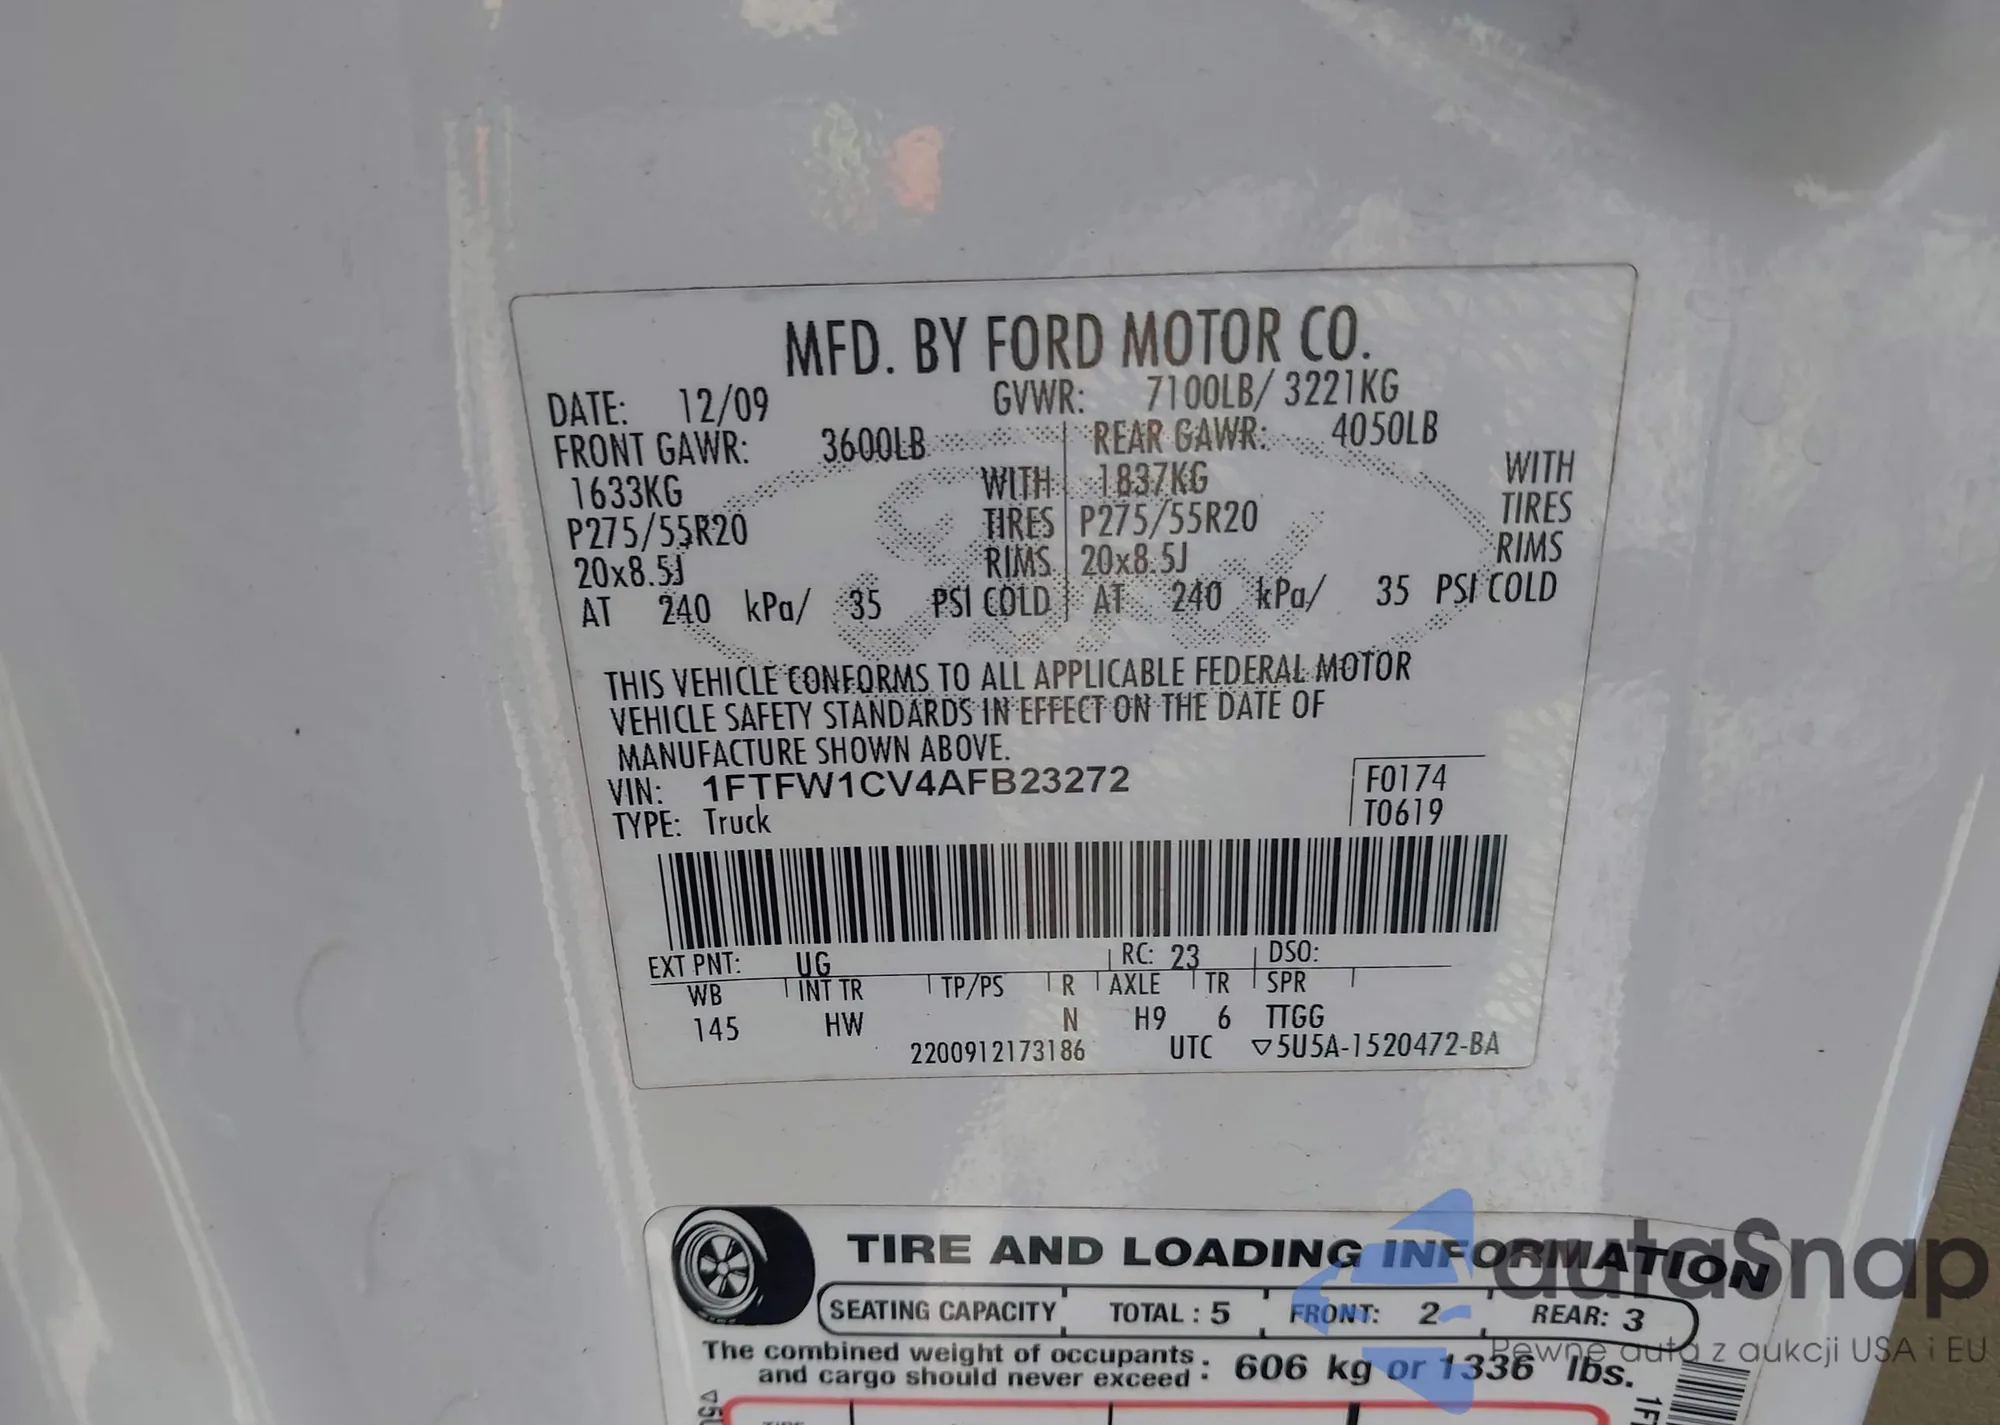 MFD. BY FORD MOTOR CO.
DATE: 12/09 GVWR: 7100LB/ 3221KG
FRONT GAWR: 3600LB REAR GAWR: 4050LB
1633KG WITH 1837KG WITH
P275/55R20 TIRES P275/55R20 TIRES
20x8.5J RIMS 20x8.5J RIMS
AT 240 kPa/ 35 PSI COLD AT 240 kPa/ 35 PSI COLD
THIS VEHICLE CONFORMS TO ALL APPLICABLE FEDERAL MOTOR
VEHICLE SAFETY STANDARDS IN EFFECT ON THE DATE OF
MANUFACTURE SHOWN ABOVE.
VIN: 1FTFW1CV4AFB23272 F0174
TYPE: Truck T0619
EXT PNT: UG RC: 23 DSO:
WB INT TR TP/PS R AXLE TR SPR
145 HW N H9 6 TTGG
2200912173186 UTC ▽5U5A-1520472-BA
TIRE AND LOADING INFORMATION
SEATING CAPACITY TOTAL : 5 FRONT: 2 REAR: 3
The combined weight of occupants
and cargo should never exceed : 606 kg or 1336 lbs.
autoSnap
Pewne auta z aukcji USA i EU